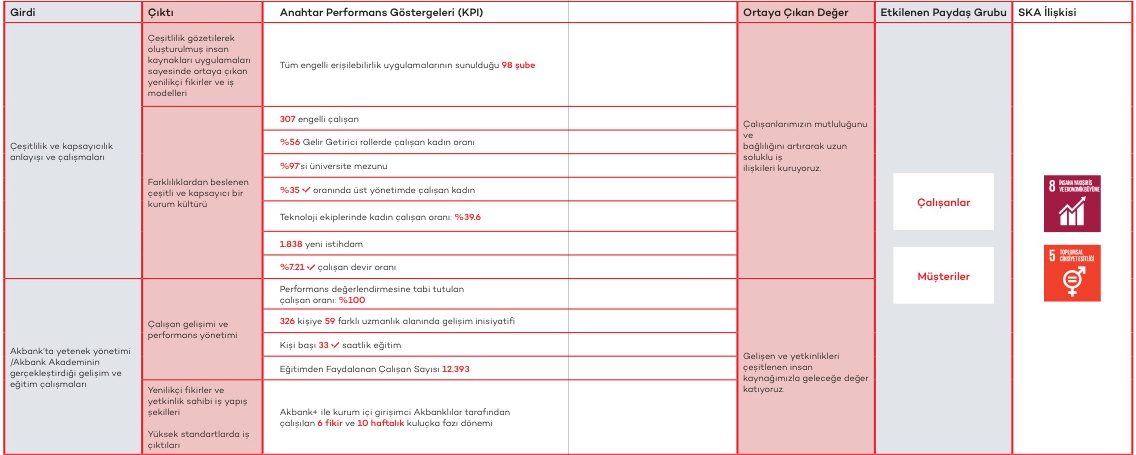 Girdi
Çıktı
Anahtar Performans Göstergeleri (KPI)
Ortaya Çıkan Değer
Etkilenen Paydaş Grubu
SKA İlişkisi
Çeşitlilik ve kapsayıcılık
anlayışı ve çalışmaları
Çeşitlilik gözetilerek
oluşturulmuş insan
kaynakları uygulamaları
sayesinde ortaya çıkan
yenilikçi fikirler ve iş
modelleri
Tüm engelli erişilebilirlik uygulamalarının sunulduğu 98 şube
Farklılıklardan beslenen
çeşitli ve kapsayıcı bir
kurum kültürü
307 engelli çalışan
%56 Gelir Getirici rollerde çalışan kadın oranı
%97'si üniversite mezunu
%35 ✓ oranında üst yönetimde çalışan kadın
Teknoloji ekiplerinde kadın çalışan oranı: %39.6
1.838 yeni istihdam
%7.21 ✓ çalışan devir oranı
Çalışanlarımızın mutluluğunu
ve
bağlılığını artırarak uzun
soluklu iş
ilişkileri kuruyoruz.
Akbank'ta yetenek yönetimi
/Akbank Akademinin
gerçekleştirdiği gelişim ve
eğitim çalışmaları
Çalışan gelişimi ve
performans yönetimi
Performans değerlendirmesine tabi tutulan
çalışan oranı: %100
326 kişiye 59 farklı uzmanlık alanında gelişim inisiyatifi
Kişi başı 33 ✓ saatlik eğitim
Eğitimden Faydalanan Çalışan Sayısı 12.393
Yenilikçi fikirler ve
yetkinlik sahibi iş yapış
şekilleri
Yüksek standartlarda iş
çıktıları
Akbank+ ile kurum içi girişimci Akbanklılar tarafından
çalışılan 6 fikir ve 10 haftalık kuluçka fazı dönemi
Gelişen ve yetkinlikleri
çeşitlenen insan
kaynağımızla geleceğe değer
katıyoruz.
Çalışanlar
Müşteriler
8 İNSANA YAKIŞIR İŞ
VE EKONOMİK BÜYÜME
5 TOPLUMSAL
CİNSİYET EŞİTLİĞİ